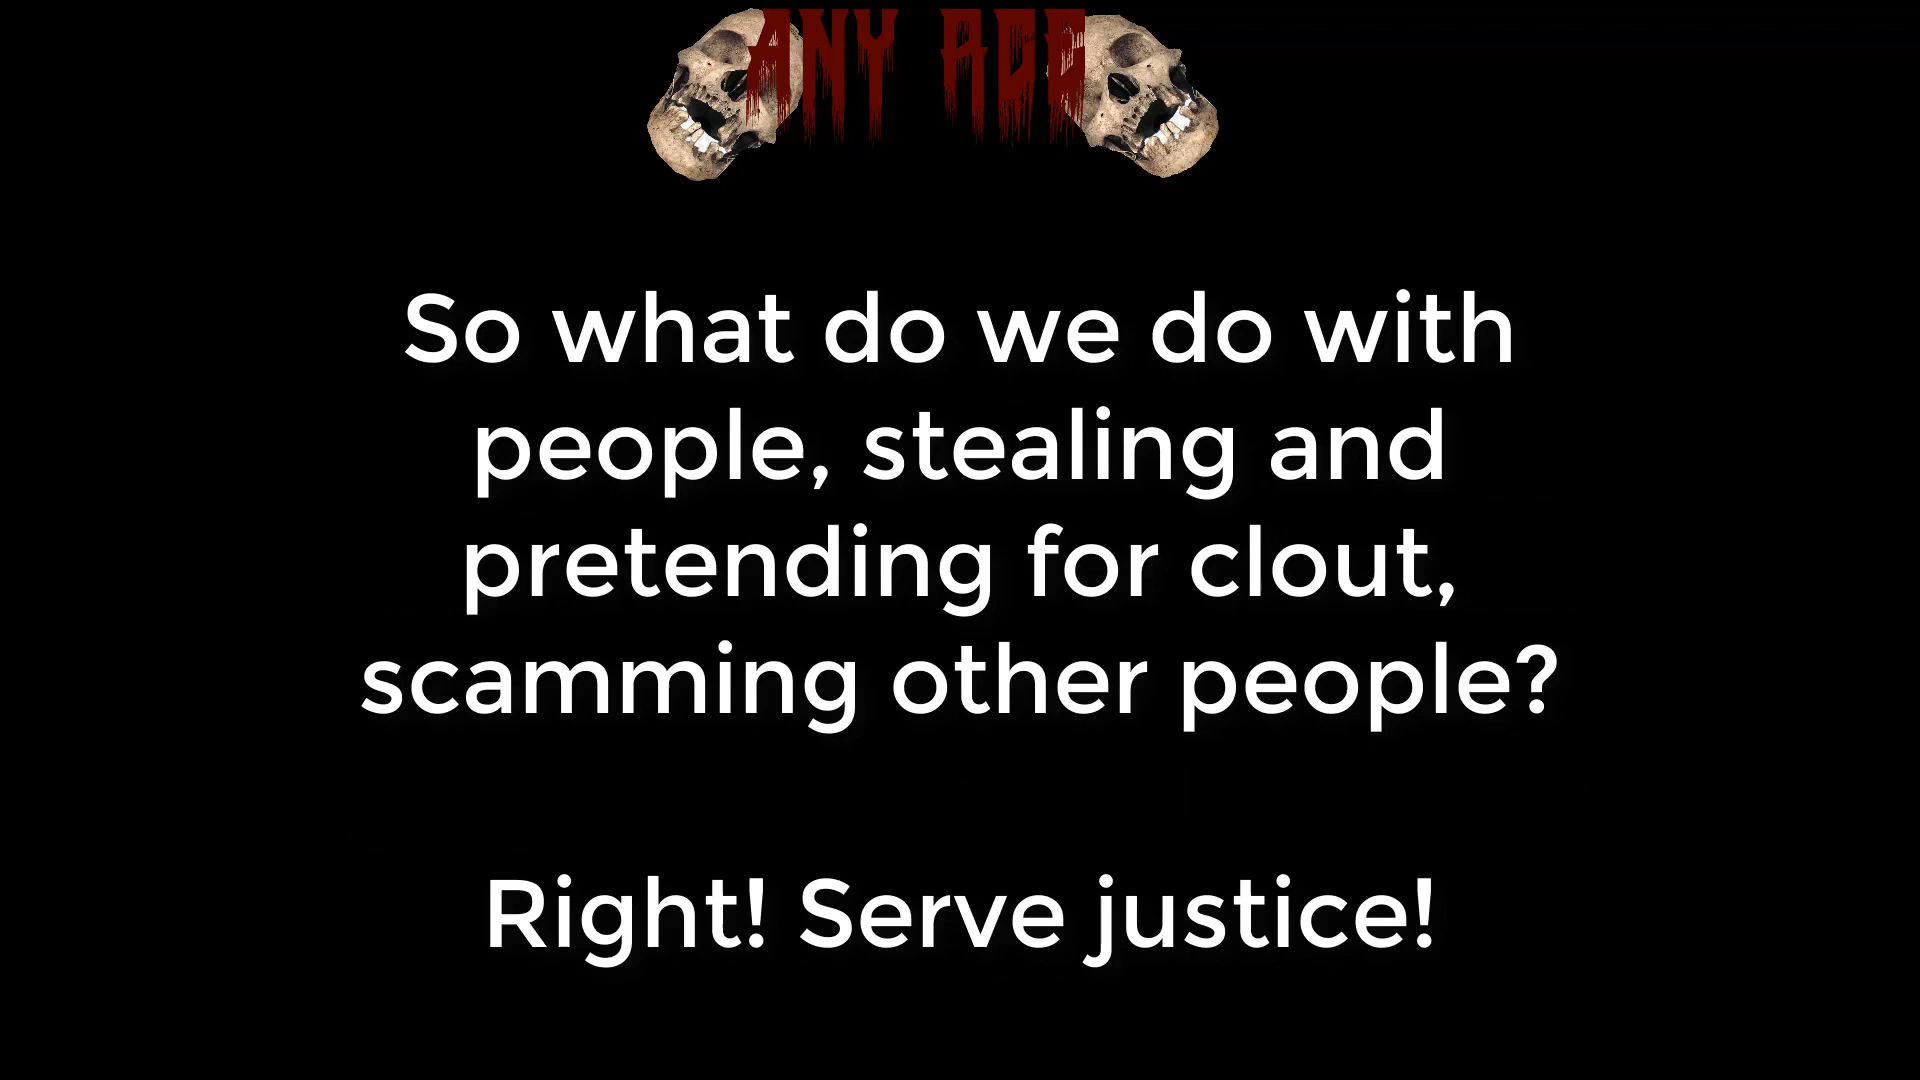 ANY
So what do we do with
people, stealing and
pretending for clout,
scamming other people?
Right! Serve justice!